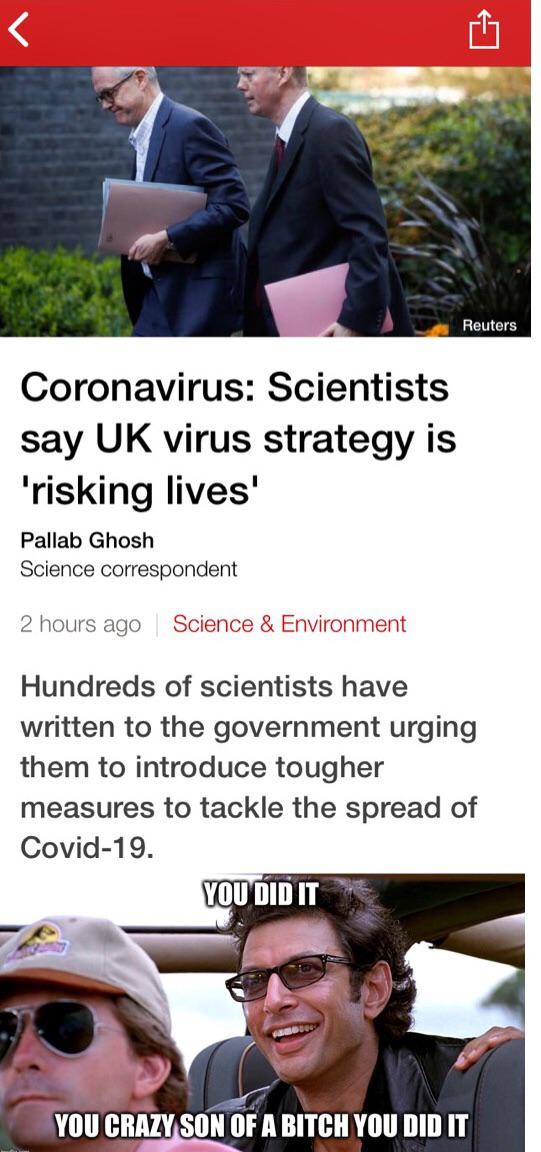 Reuters
Coronavirus: Scientists
say UK virus strategy is
'risking lives'
Pallab Ghosh
Science correspondent
2 hours ago | Science & Environment
Hundreds of scientists have
written to the government urging
them to introduce tougher
measures to tackle the spread of
Covid-19.
YOU DID IT
YOU CRAZY SON OF A BITCH YOU DID IT